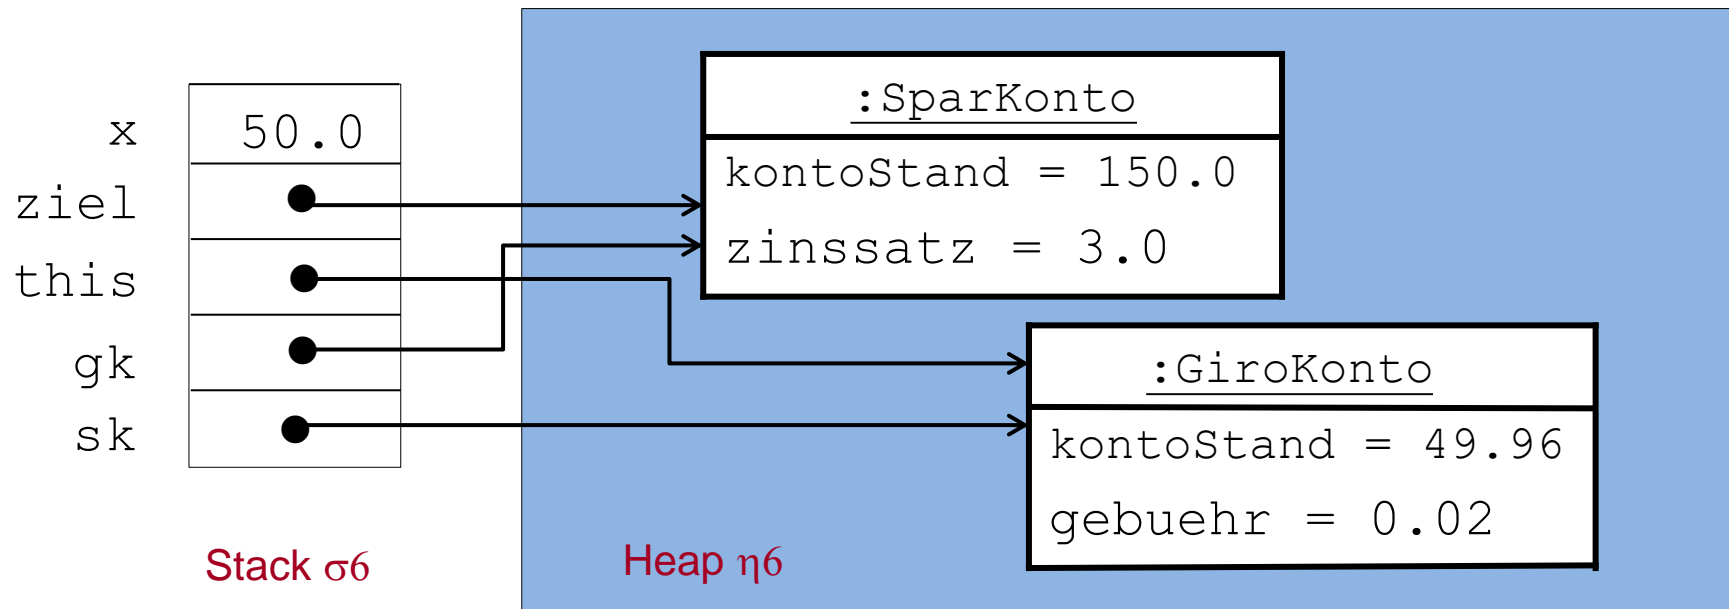 x 50.0
ziel
this
gk
sk
Stack σ6
Heap η6
:SparKonto
kontoStand = 150.0
zinssatz = 3.0
:GiroKonto
kontoStand = 49.96
gebuehr = 0.02